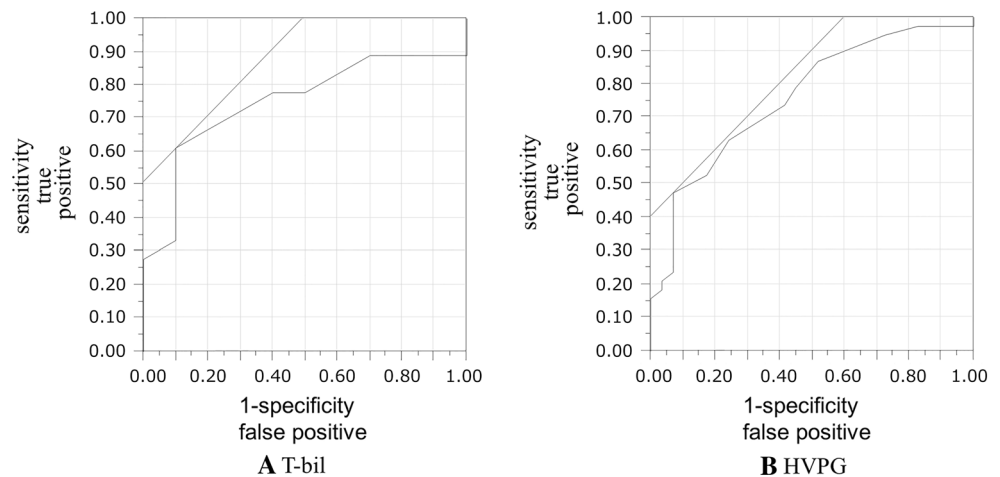 1.00
0.90
0.80
0.70
0.60
0.50
0.40
0.30
0.20
0.10
0.00
sensitivity
true
positive
0.00 0.20 0.40 0.60 0.80 1.00
1-specificity
false positive
A T-bil
1.00
0.90
0.80
0.70
0.60
0.50
0.40
0.30
0.20
0.10
0.00
sensitivity
true
positive
0.00 0.20 0.40 0.60 0.80 1.00
1-specificity
false positive
B HVPG